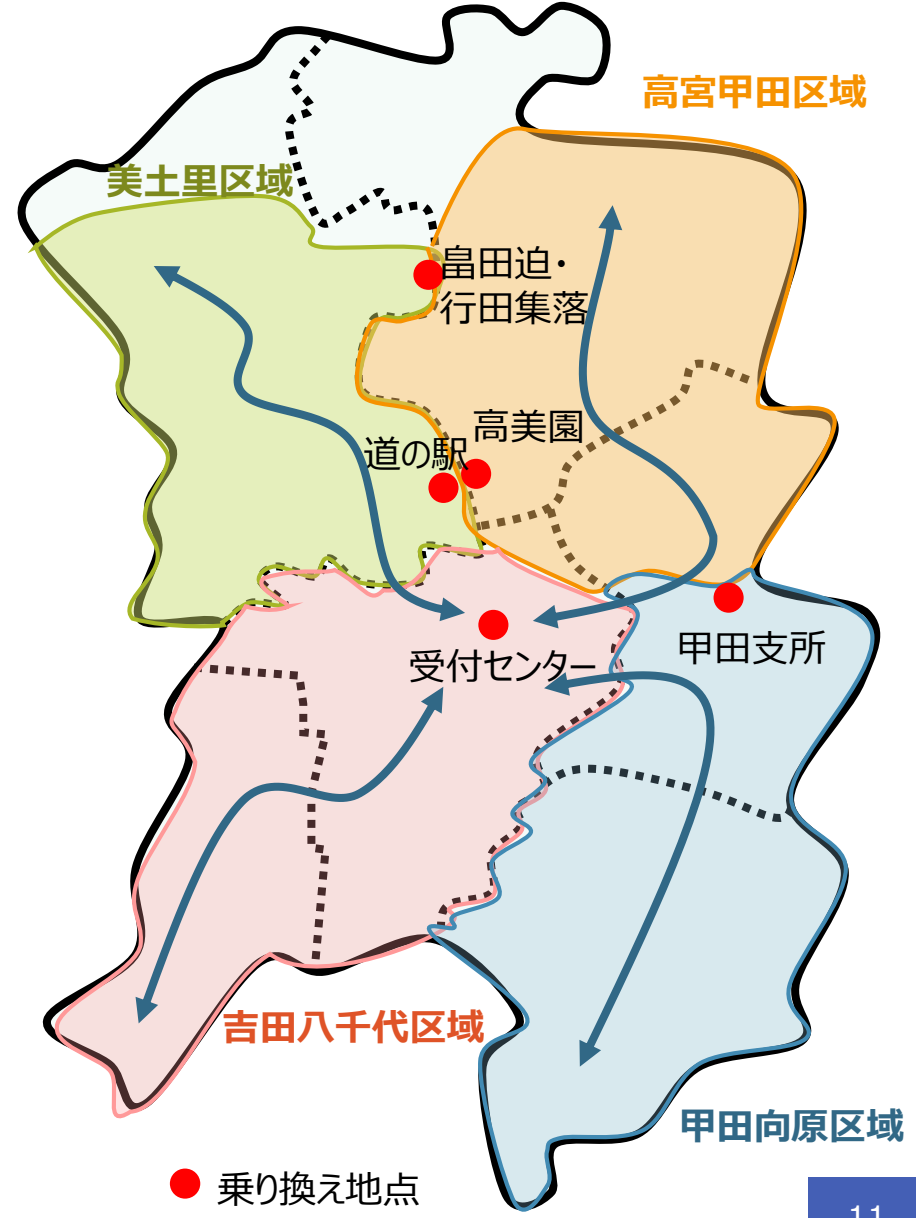 高宮甲田区域
美土里区域
畠田迫・
行田集落
高美園
道の駅
受付センター
甲田支所
吉田八千代区域
甲田向原区域
乗り換え地点
11